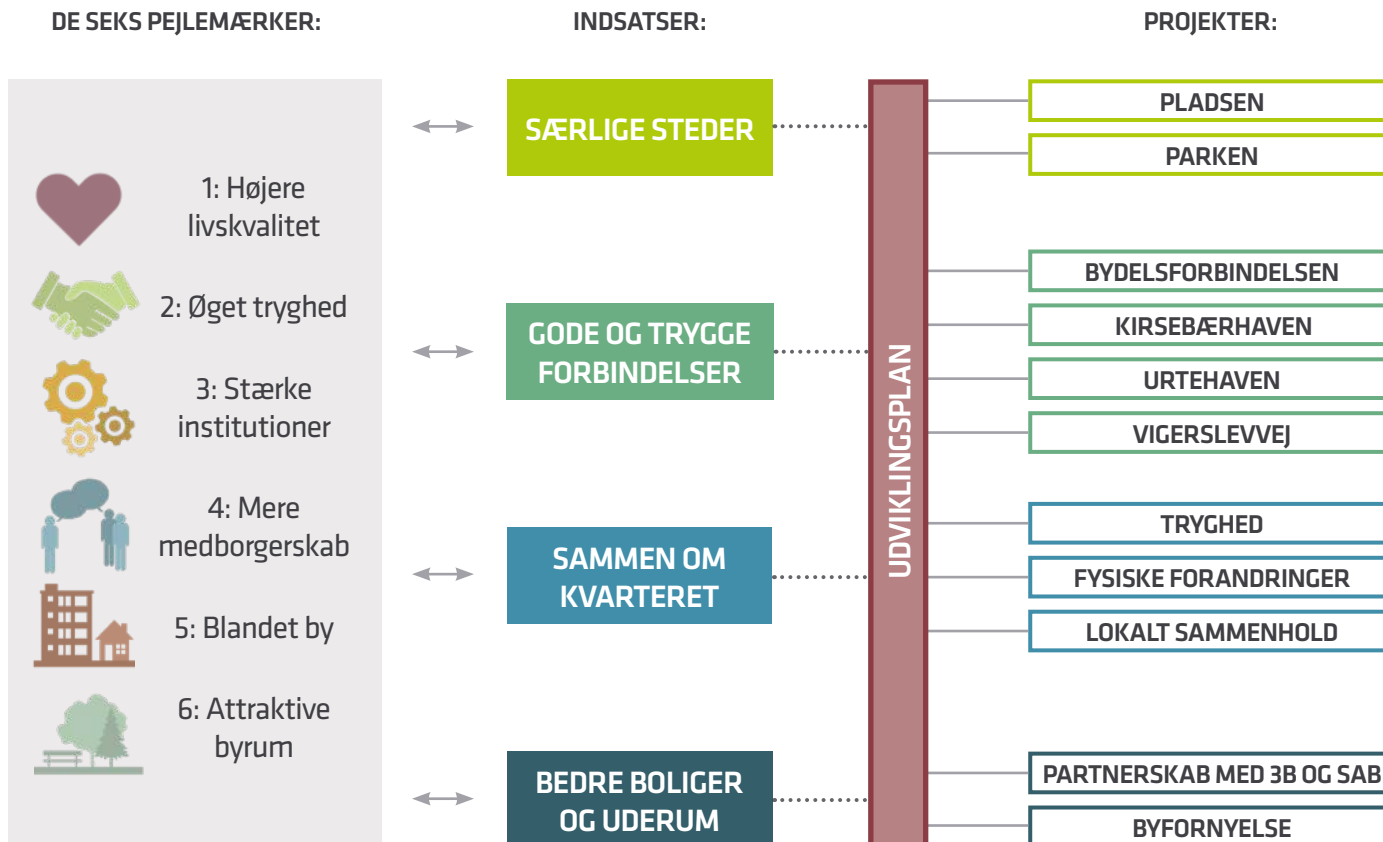 DE SEKS PEJLEMÆRKER:
1: Højere
livskvalitet
2: Øget tryghed
3: Stærke
institutioner
4: Mere
medborgerskab
5: Blandet by
6: Attraktive
byrum
INDSATSER:
SÆRLIGE STEDER
GODE OG TRYGGE
FORBINDELSER
SAMMEN OM
KVARTERET
BEDRE BOLIGER
OG UDERUM
UDVIKLINGSPLAN
PROJEKTER:
PLADSEN
PARKEN
BYDELSFORBINDELSEN
KIRSEBÆRHAVEN
URTEHAVEN
VIGERSLEVVEJ
TRYGHED
FYSISKE FORANDRINGER
LOKALT SAMMENHOLD
PARTNERSKAB MED 3B OG SAB
BYFORNYELSE